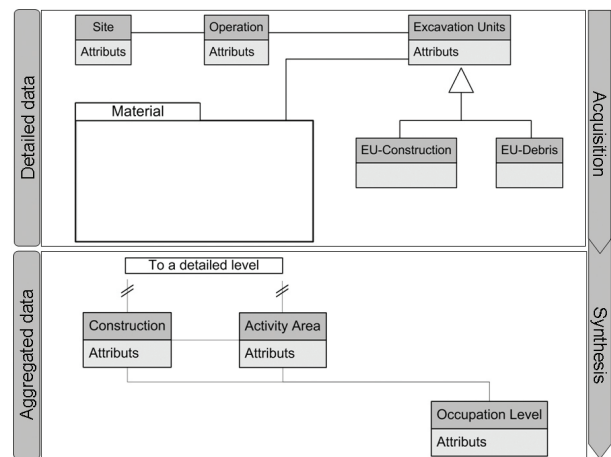 Detailed data
Site
Attributs
Operation
Attributs
Excavation Units
Attributs
Material
EU-Construction
EU-Debris
Acquisition
Aggregated data
To a detailed level
Construction
Attributs
Activity Area
Attributs
Occupation Level
Attributs
Synthesis